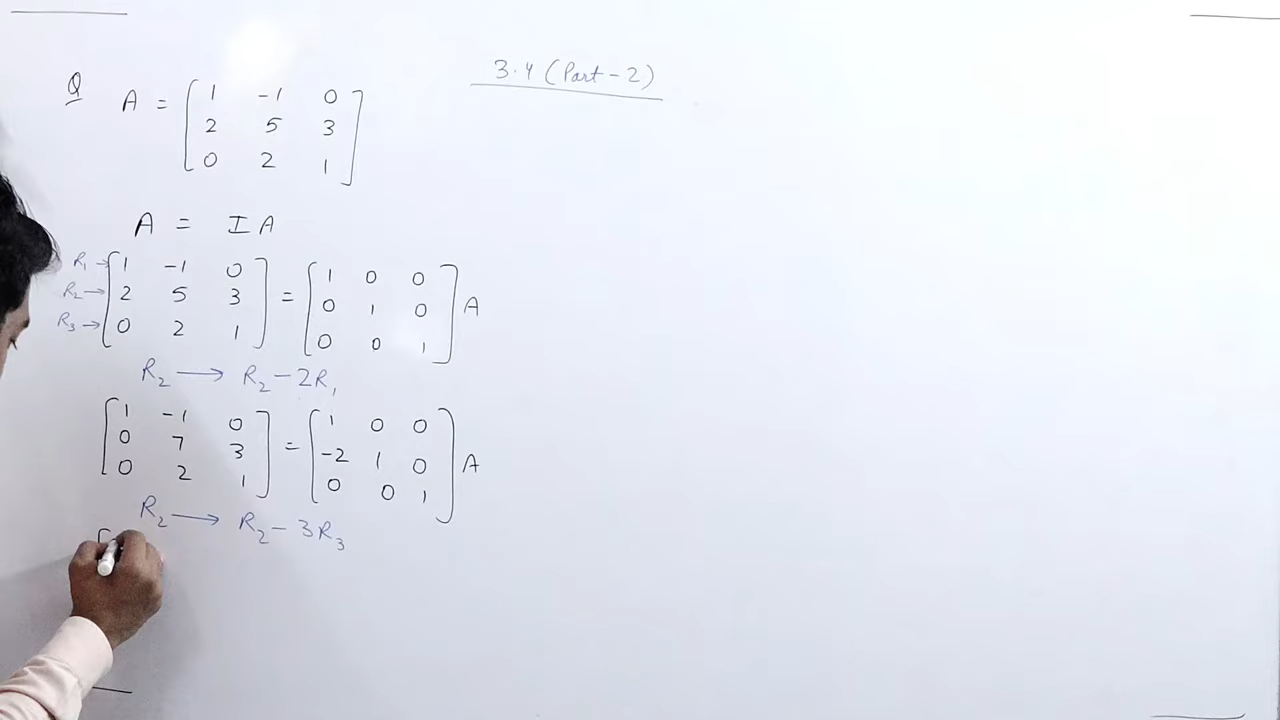 3.4 (Part-2)
Q A = [ 1 -1 0
2 5 3
0 2 1 ]
A = IA
R₁→ [ 1 -1 0 ] [ 1 0 0 ]
R₂→ [ 2 5 3 ] = [ 0 1 0 ] A
R₃→ [ 0 2 1 ] [ 0 0 1 ]
R₂ → R₂ - 2R₁
[ 1 -1 0 ] [ 1 0 0 ]
[ 0 7 3 ] = [ -2 1 0 ] A
[ 0 2 1 ] [ 0 0 1 ]
R₂ → R₂ - 3R₃
[